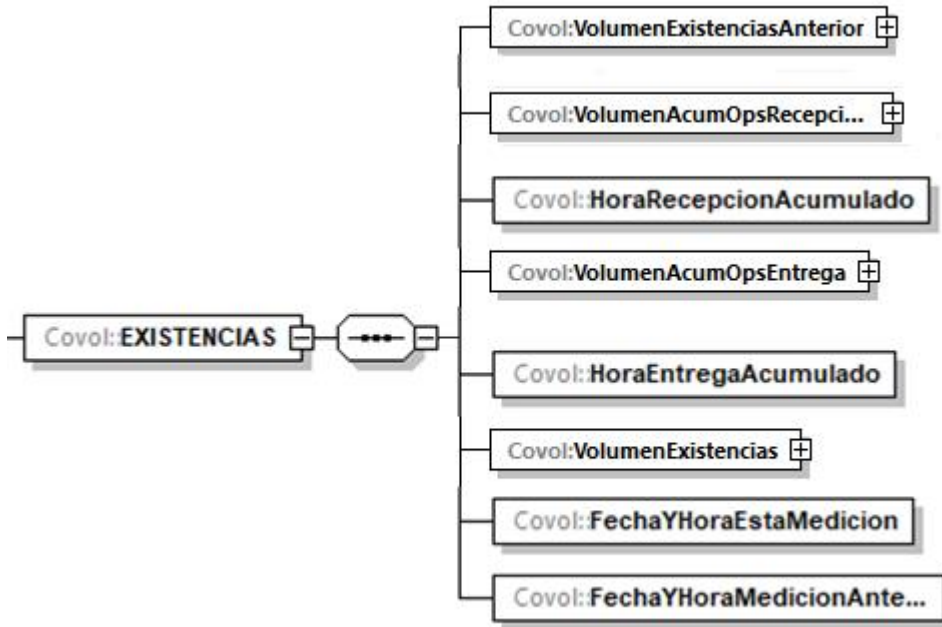 Covol:VolumenExistenciasAnterior
Covol:VolumenAcumOpsRecepci...
Covol::HoraRecepcionAcumulado
Covol:VolumenAcumOpsEntrega
Covol::EXISTENCIAS
Covol::HoraEntregaAcumulado
Covol:VolumenExistencias
Covol::FechaYHoraEstaMedicion
Covol::FechaYHoraMedicionAnte...